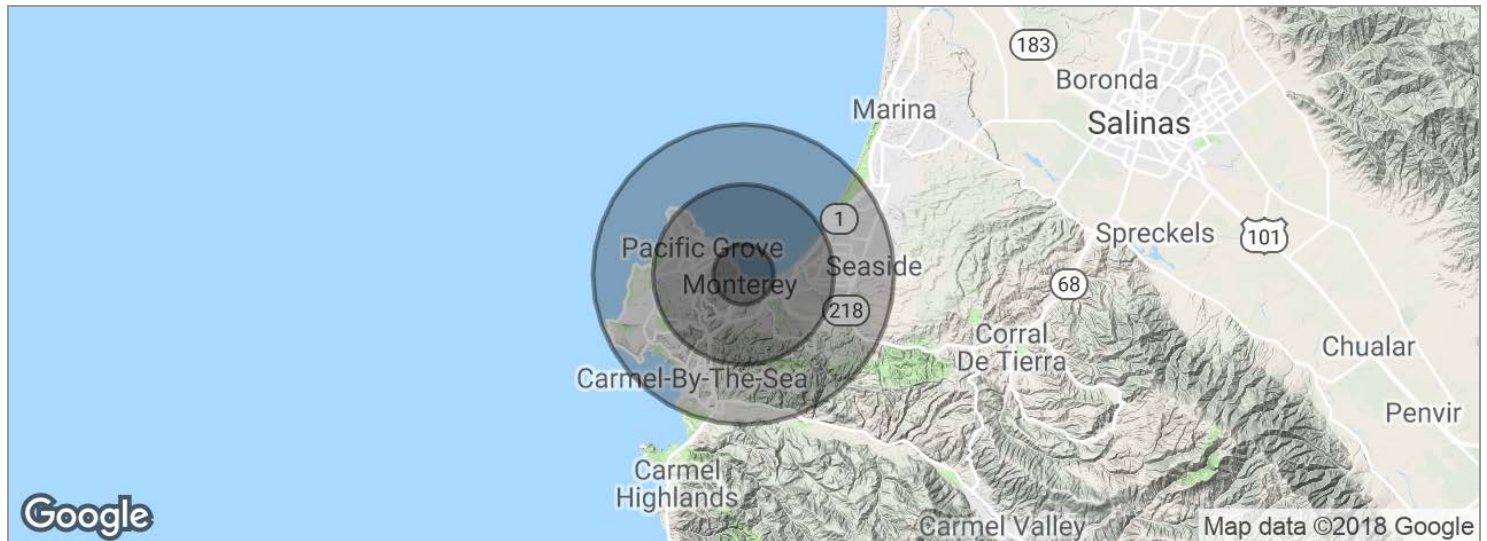 183
Boronda
Marina
Salinas
1
Pacific Grove
Spreckels
101
Seaside
Monterey
68
218
Corral
De Tierra
Chualar
Carmel-By-The-Sea
Penvir
Carmel
Highlands
Google
Carmel Valley
Map data ©2018 Google